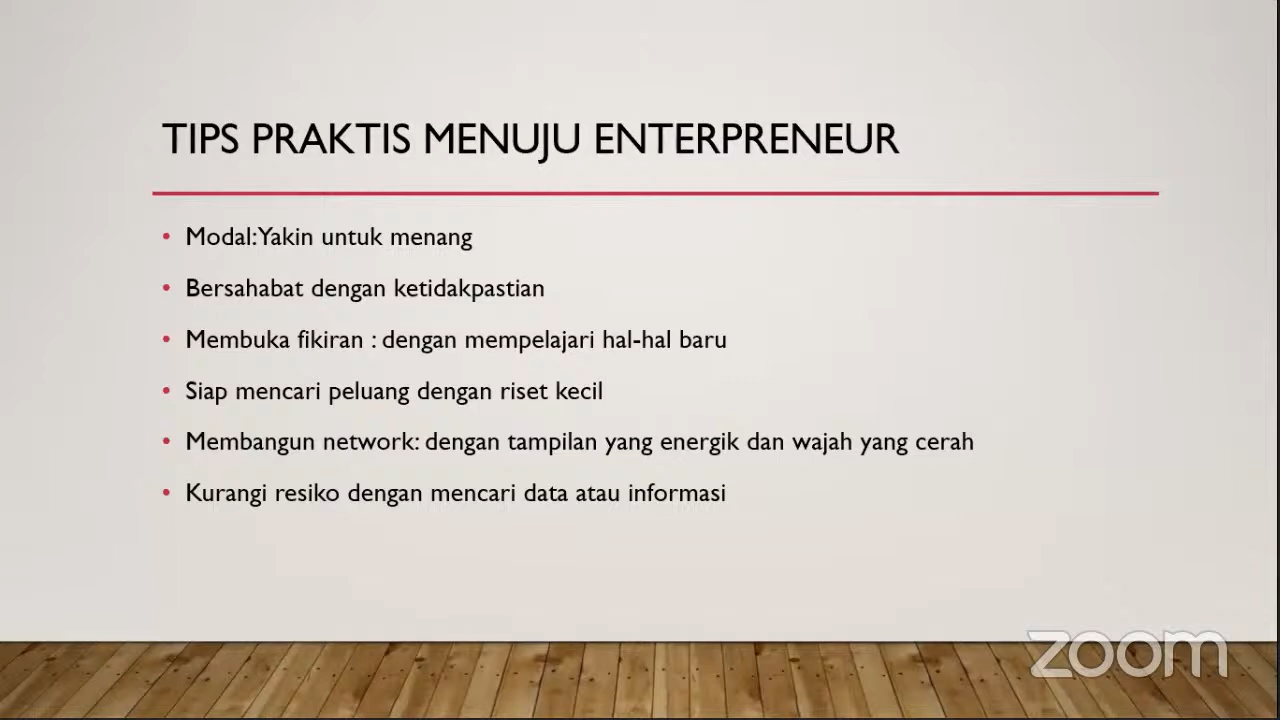 TIPS PRAKTIS MENUJU ENTERPRENEUR
• Modal:Yakin untuk menang
• Bersahabat dengan ketidakpastian
• Membuka fikiran : dengan mempelajari hal-hal baru
• Siap mencari peluang dengan riset kecil
• Membangun network: dengan tampilan yang energik dan wajah yang cerah
• Kurangi resiko dengan mencari data atau informasi
zoom